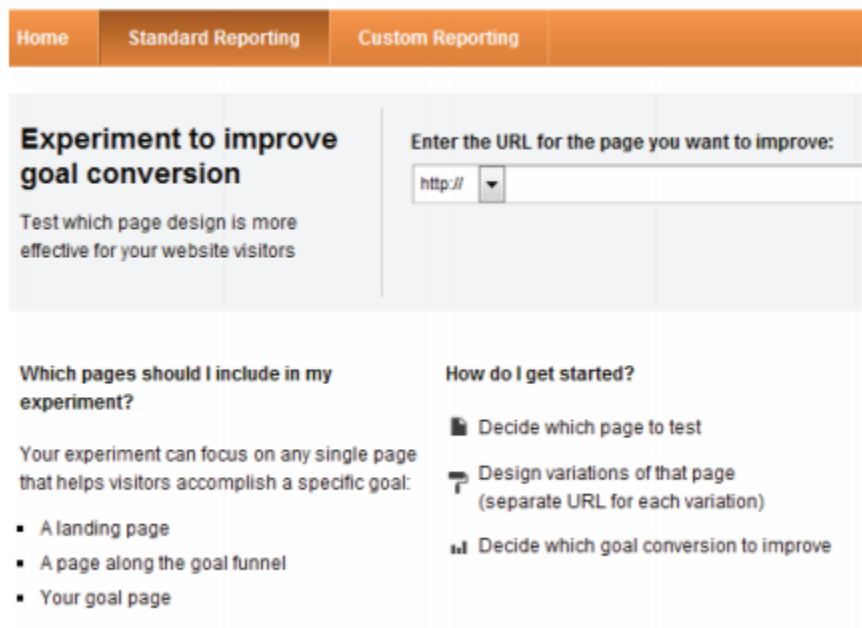 Home
Standard Reporting
Custom Reporting
Experiment to improve
goal conversion
Test which page design is more
effective for your website visitors
Enter the URL for the page you want to improve:
http://
Which pages should I include in my
experiment?
Your experiment can focus on any single page
that helps visitors accomplish a specific goal:
A landing page
A page along the goal funnel
Your goal page
How do I get started?
Decide which page to test
Design variations of that page
(separate URL for each variation)
Decide which goal conversion to improve